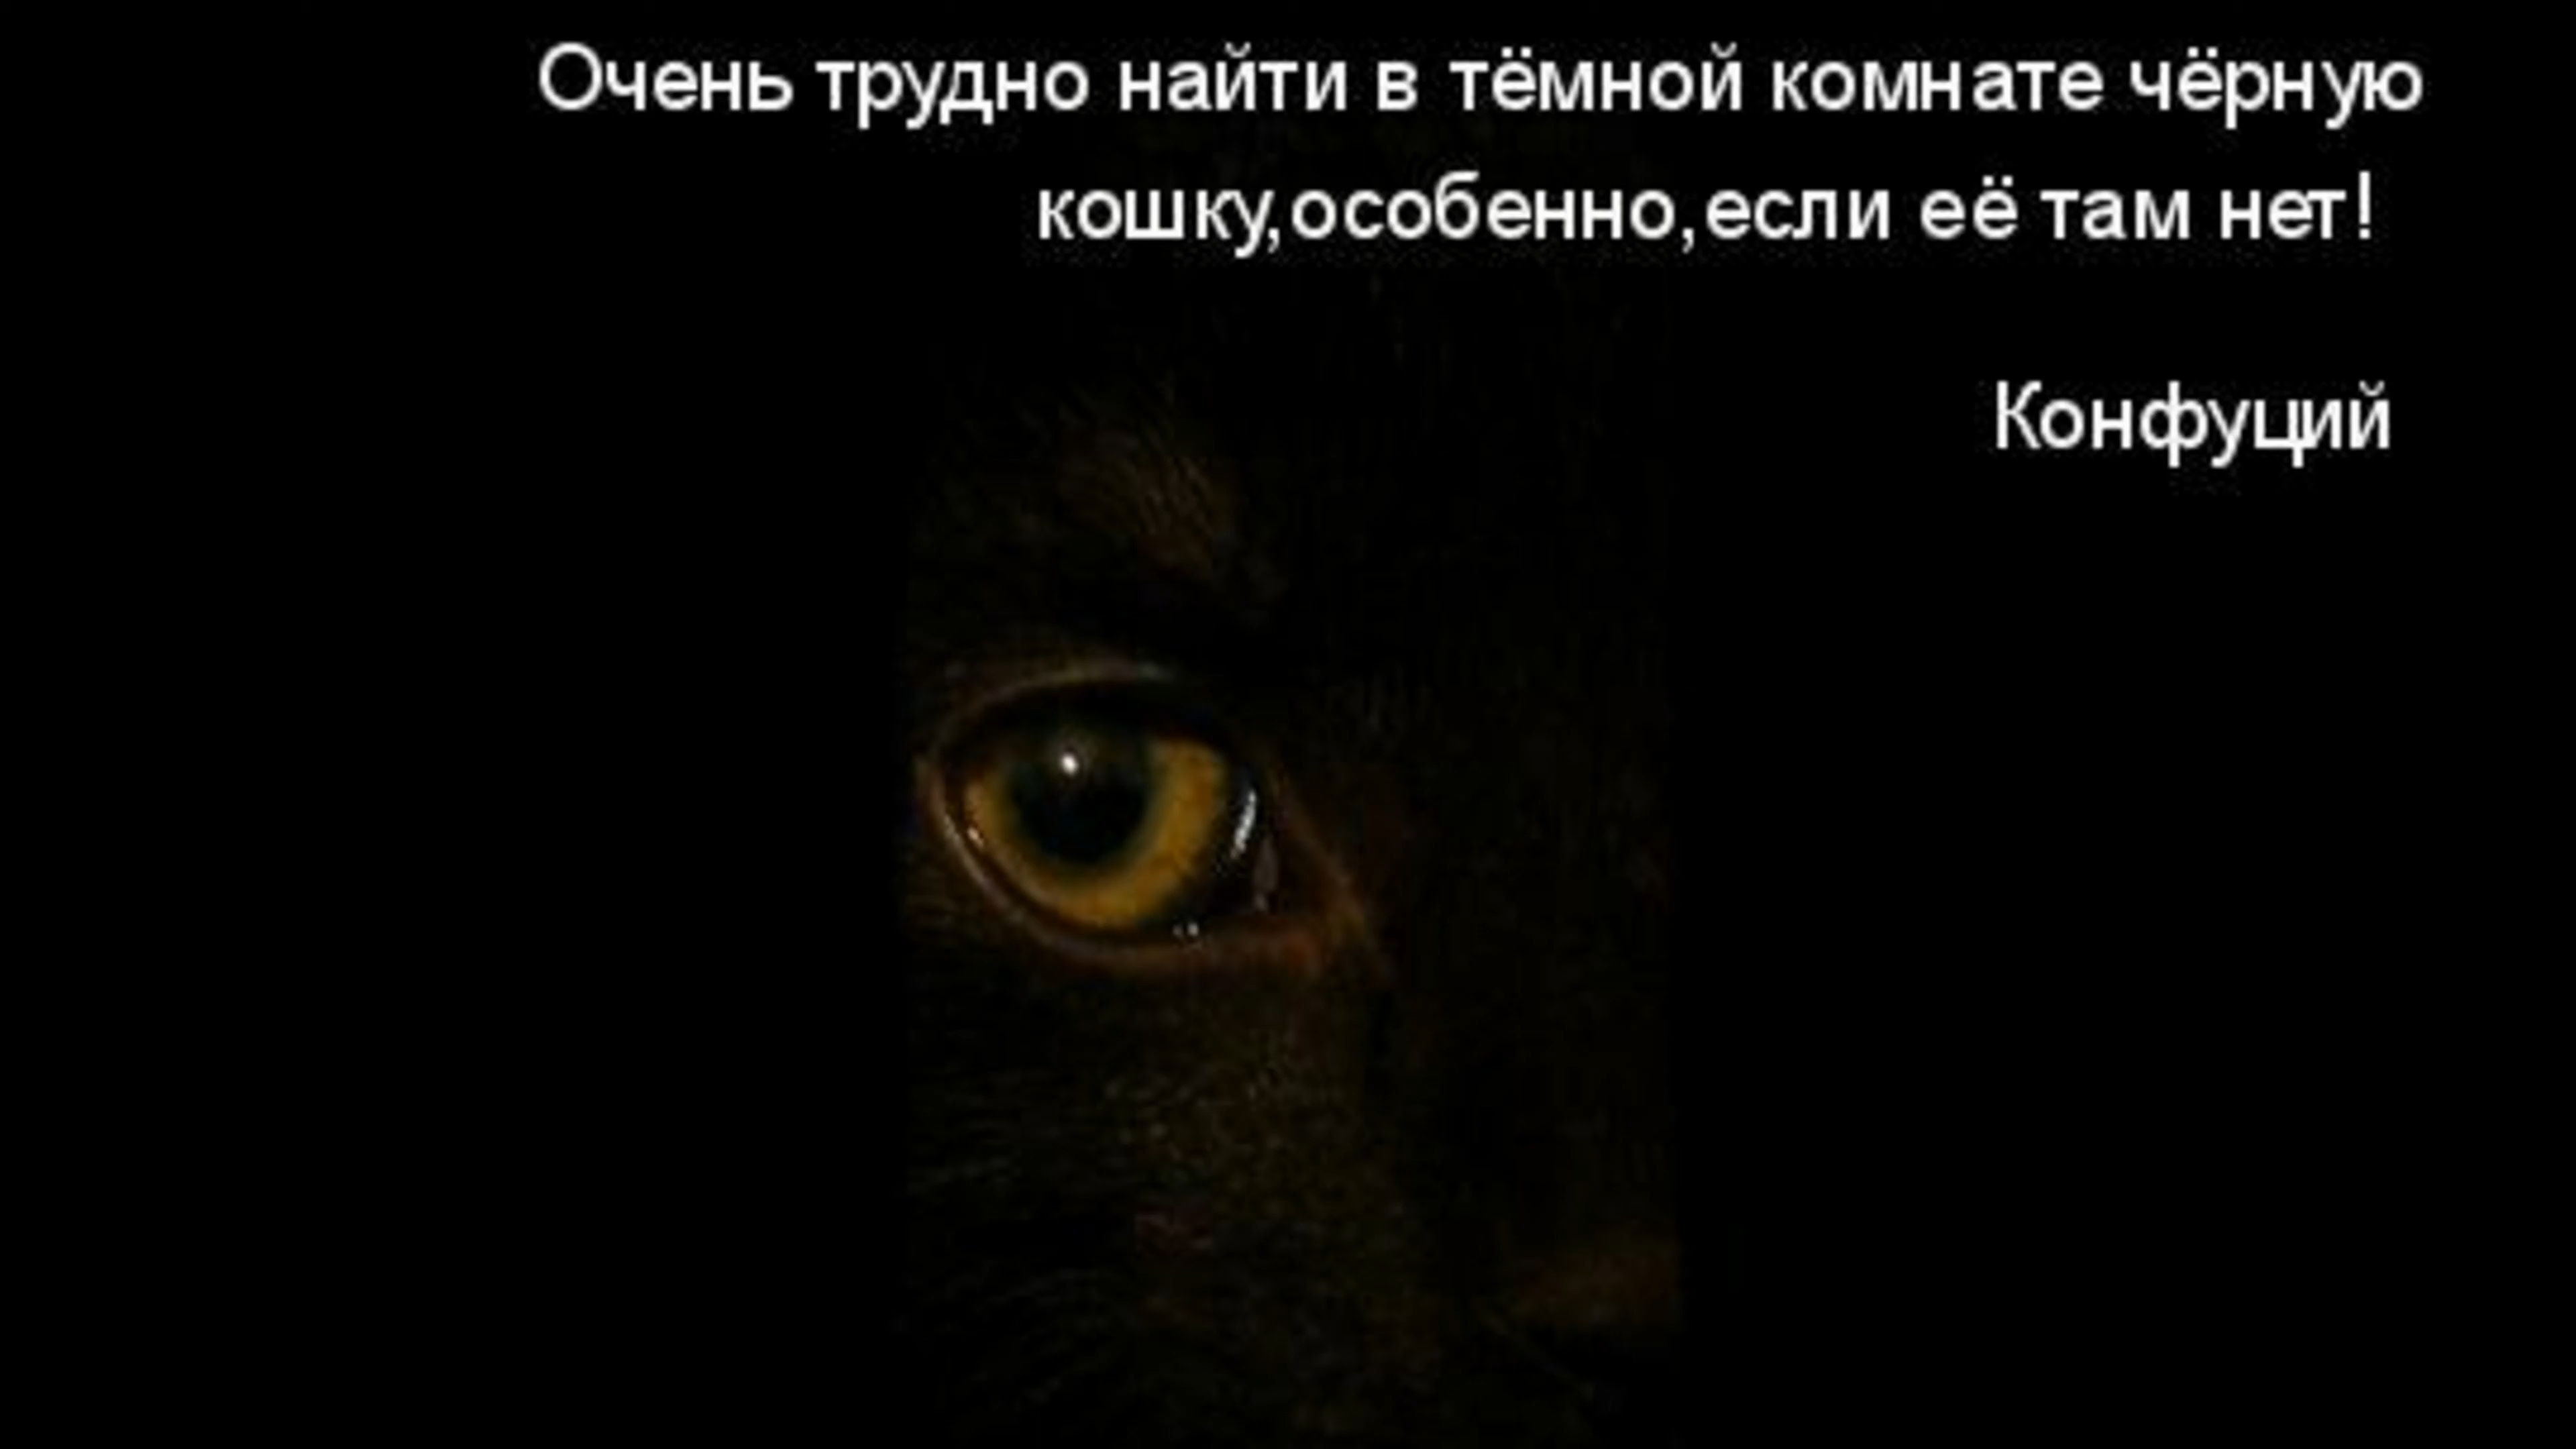 Очень трудно найти в тёмной комнате чёрную
кошку,особенно,если её там нет!
Конфуций